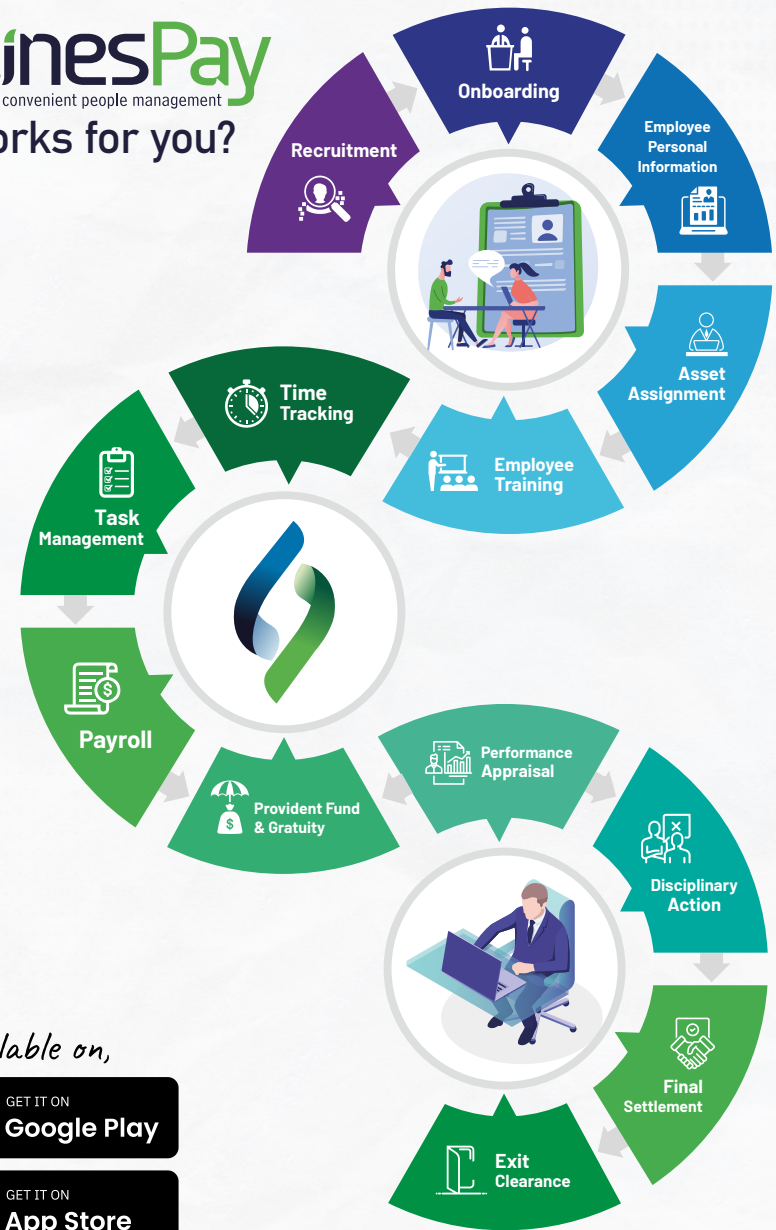 inesPay
convenient people management
orks for you?
Recruitment
Onboarding
Employee
Personal
Information
Asset
Assignment
Employee
Training
Time
Tracking
Task
Management
Payroll
Provident Fund
& Gratuity
Performance
Appraisal
Disciplinary
Action
Final
Settlement
Exit
Clearance
lable on,
GET IT ON
Google Play
GET IT ON
App Store